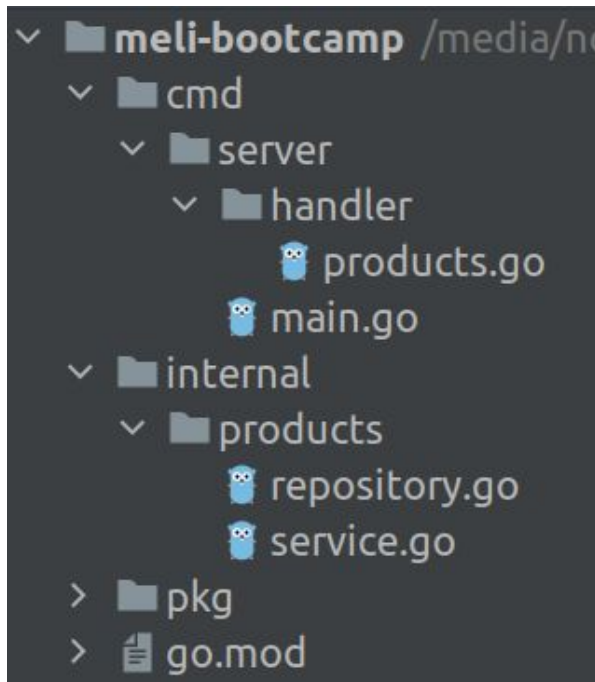 meli-bootcamp /media/n
cmd
server
handler
products.go
main.go
internal
products
repository.go
service.go
pkg
go.mod